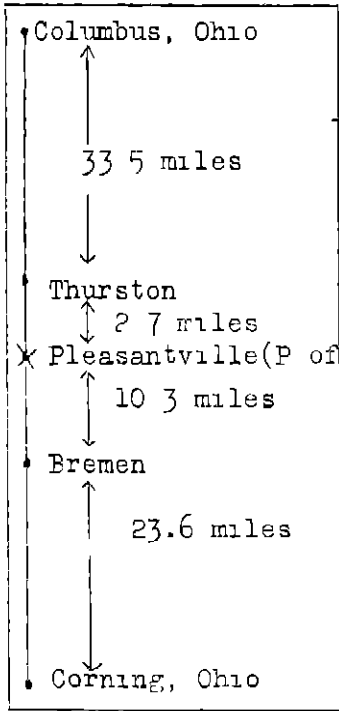 Columbus, Ohio
33 5 miles
Thurston
2 7 miles
Pleasantville(P of
10 3 miles
Bremen
23.6 miles
Corning, Ohio